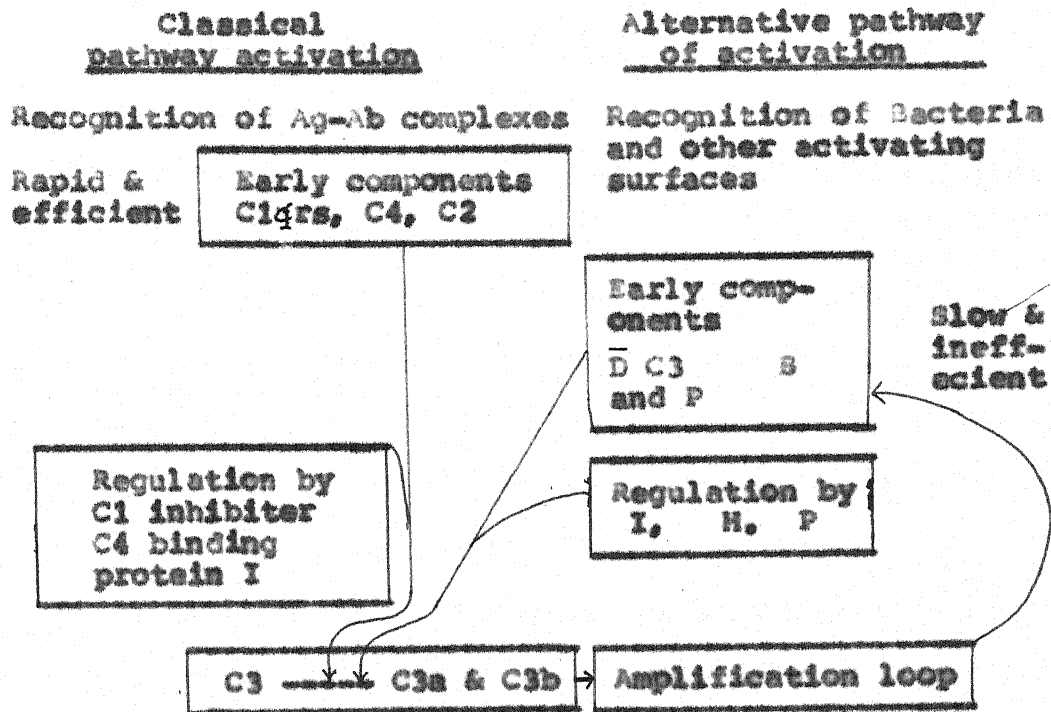 Classical
pathway activation
Recognition of Ag-Ab complexes
Rapid &
efficient
Early components
C1qrs, C4, C2
Alternative pathway
of activation
Recognition of Bacteria
and other activating
surfaces
Early comp-
onents
D̅ C3 B
and P
Slow &
ineff-
ecient
Regulation by
C1 inhibiter
C4 binding
protein I
Regulation by
I, H. P
C3 ------ C3a & C3b
Amplification loop